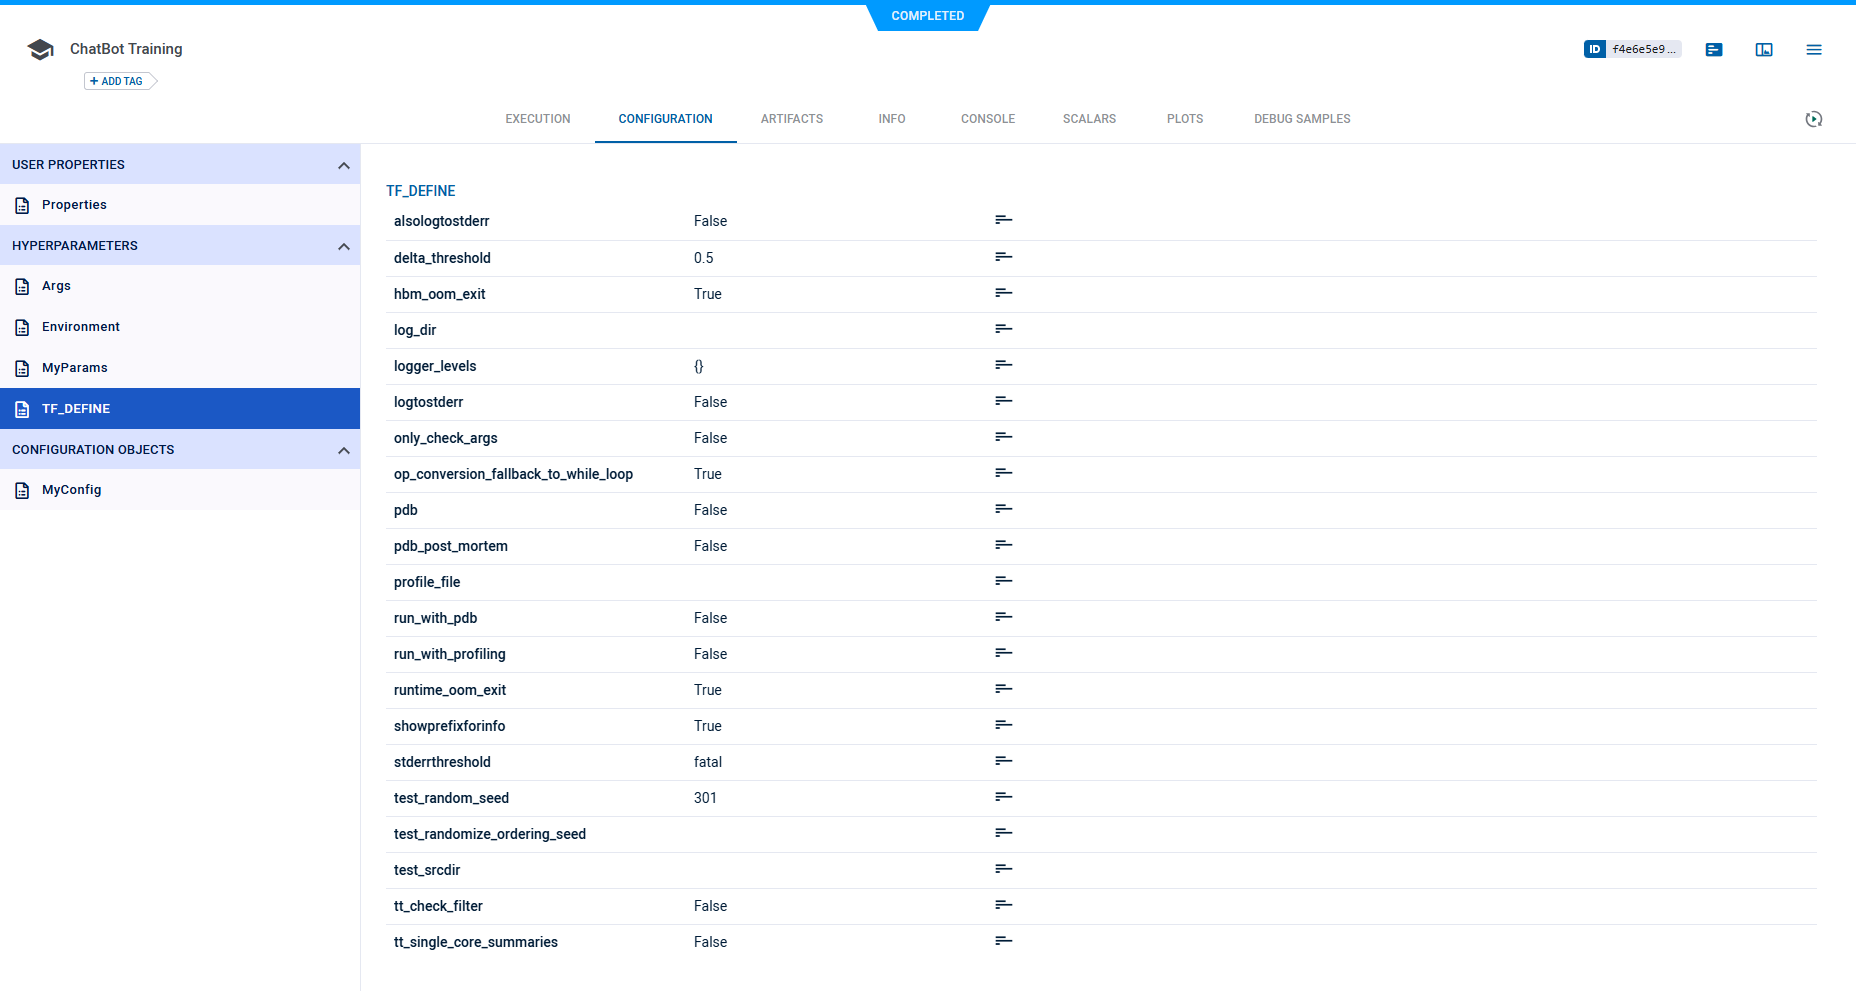 COMPLETED
ChatBot Training
ID f4e6e5e9...
+ ADD TAG
EXECUTION CONFIGURATION ARTIFACTS INFO CONSOLE SCALARS PLOTS DEBUG SAMPLES
USER PROPERTIES
Properties
HYPERPARAMETERS
Args
Environment
MyParams
TF_DEFINE
CONFIGURATION OBJECTS
MyConfig
TF_DEFINE
alsologtostderr False
delta_threshold 0.5
hbm_oom_exit True
log_dir
logger_levels {}
logtostderr False
only_check_args False
op_conversion_fallback_to_while_loop True
pdb False
pdb_post_mortem False
profile_file
run_with_pdb False
run_with_profiling False
runtime_oom_exit True
showprefixforinfo True
stderrthreshold fatal
test_random_seed 301
test_randomize_ordering_seed
test_srcdir
tt_check_filter False
tt_single_core_summaries False